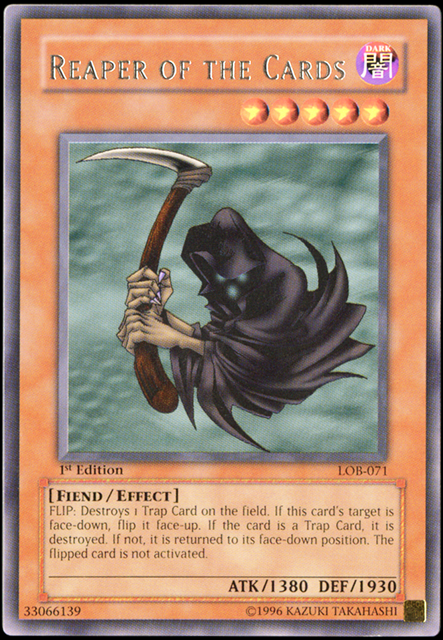 REAPER OF THE CARDS
DARK
闇
1st Edition
LOB-071
[FIEND/EFFECT]
FLIP: Destroys 1 Trap Card on the field. If this card's target is
face-down, flip it face-up. If the card is a Trap Card, it is
destroyed. If not, it is returned to its face-down position. The
flipped card is not activated.
ATK/1380 DEF/1930
33066139
©1996 KAZUKI TAKAHASHI